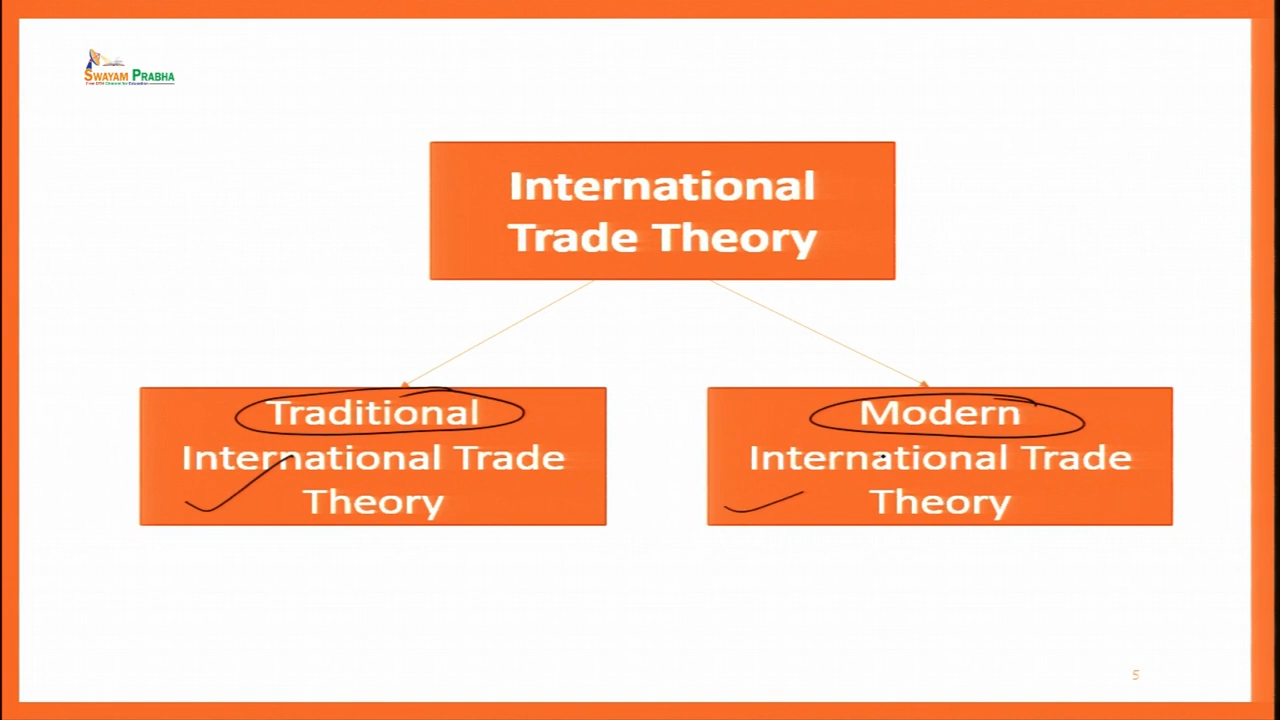 SWAYAM PRABHA
International
Trade Theory
Traditional
International Trade
Theory
Modern
International Trade
Theory
5